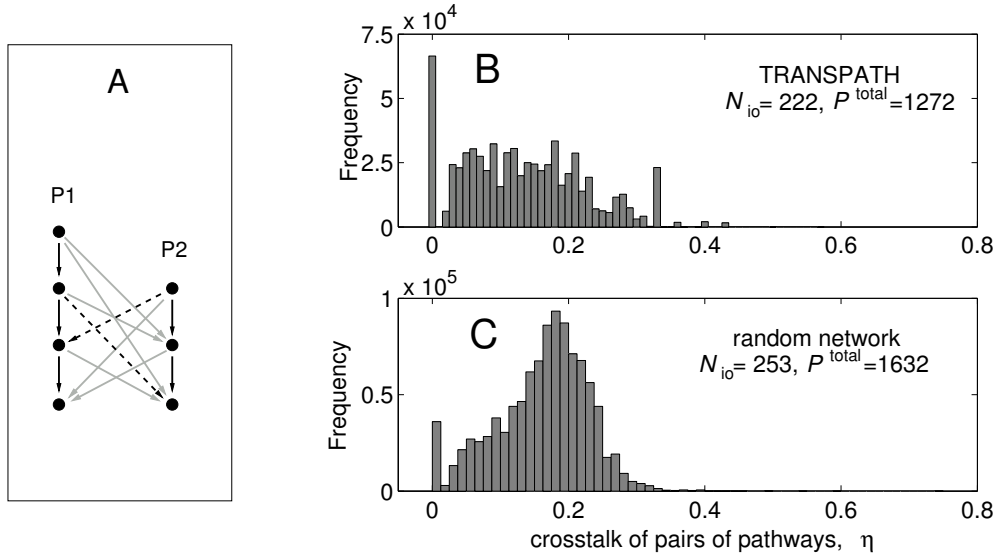 A
P1
P2
x 10^4
7.5
5
2.5
0
Frequency
B
TRANSPATH
N_io= 222, P^total=1272
0 0.2 0.4 0.6 0.8
x 10^5
1
0.5
0
Frequency
C
random network
N_io= 253, P^total=1632
0 0.2 0.4 0.6 0.8
crosstalk of pairs of pathways, η